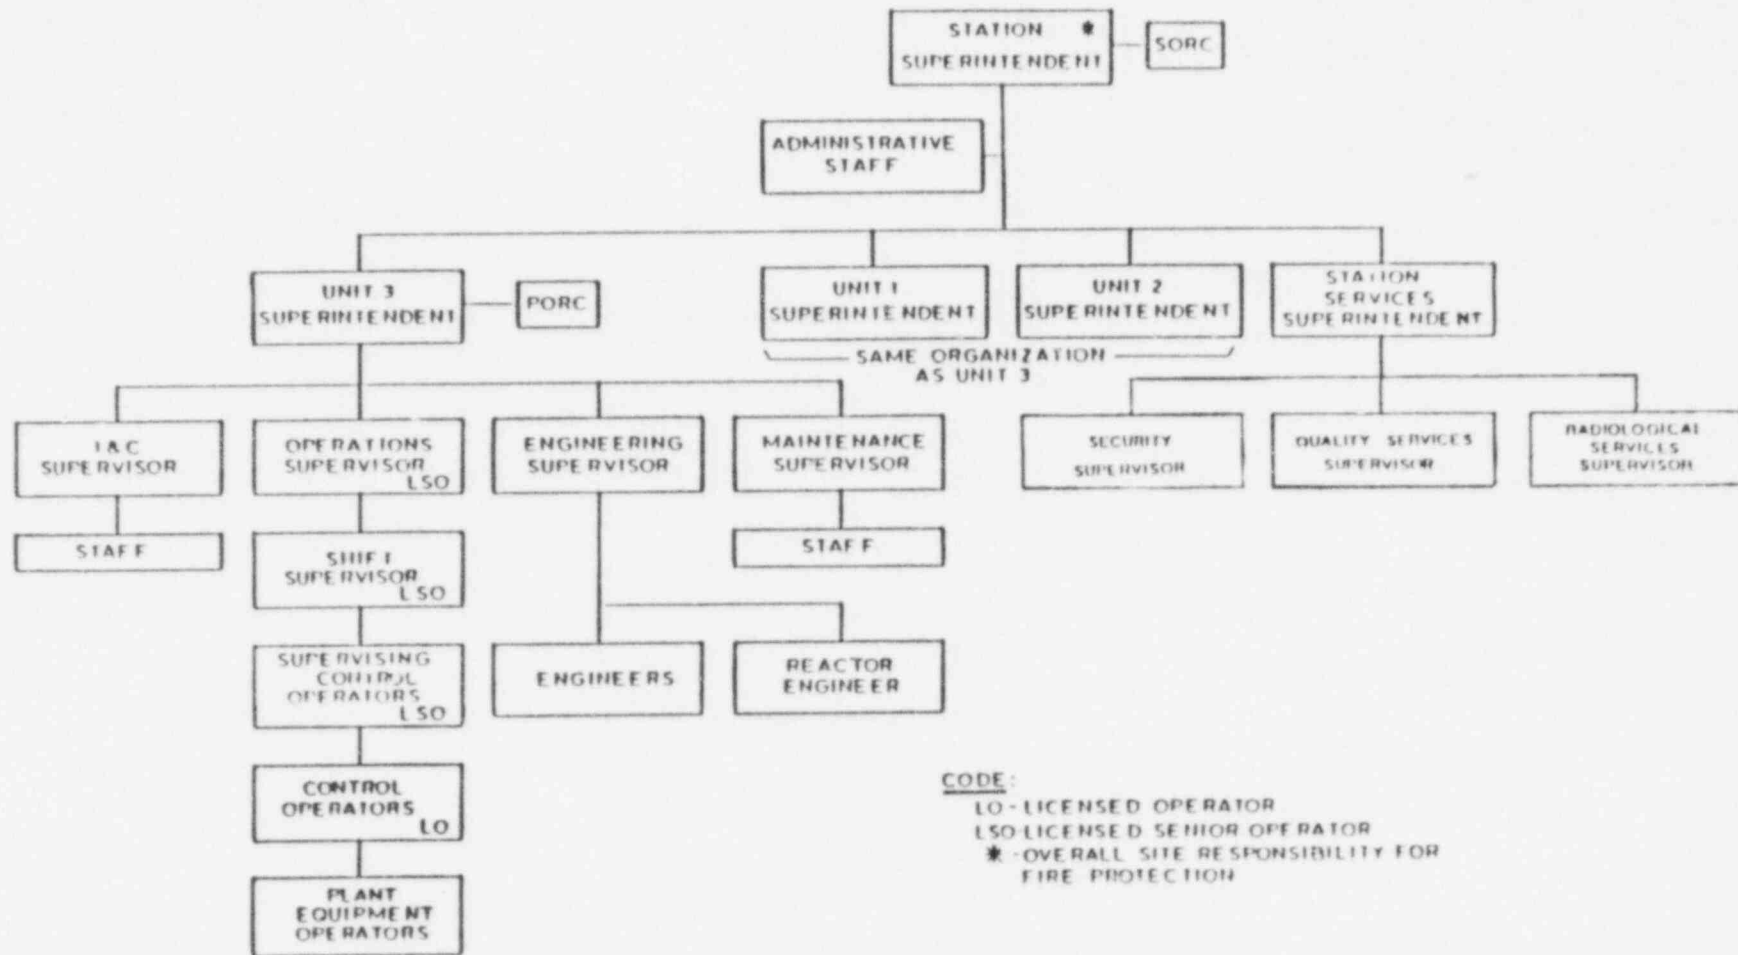 STATION *
SUPERINTENDENT
SORC
ADMINISTRATIVE
STAFF
UNIT 3
SUPERINTENDENT
PORC
UNIT 1
SUPERINTENDENT
UNIT 2
SUPERINTENDENT
STATION
SERVICES
SUPERINTENDENT
SAME ORGANIZATION
AS UNIT 3
I&C
SUPERVISOR
OPERATIONS
SUPERVISOR
LSO
ENGINEERING
SUPERVISOR
MAINTENANCE
SUPERVISOR
SECURITY
SUPERVISOR
QUALITY SERVICES
SUPERVISOR
RADIOLOGICAL
SERVICES
SUPERVISOR
STAFF
SHIFT
SUPERVISOR
LSO
STAFF
SUPERVISING
CONTROL
OPERATORS
LSO
ENGINEERS
REACTOR
ENGINEER
CONTROL
OPERATORS
LO
PLANT
EQUIPMENT
OPERATORS
CODE:
LO - LICENSED OPERATOR
LSO LICENSED SENIOR OPERATOR
* - OVERALL SITE RESPONSIBILITY FOR
FIRE PROTECTION